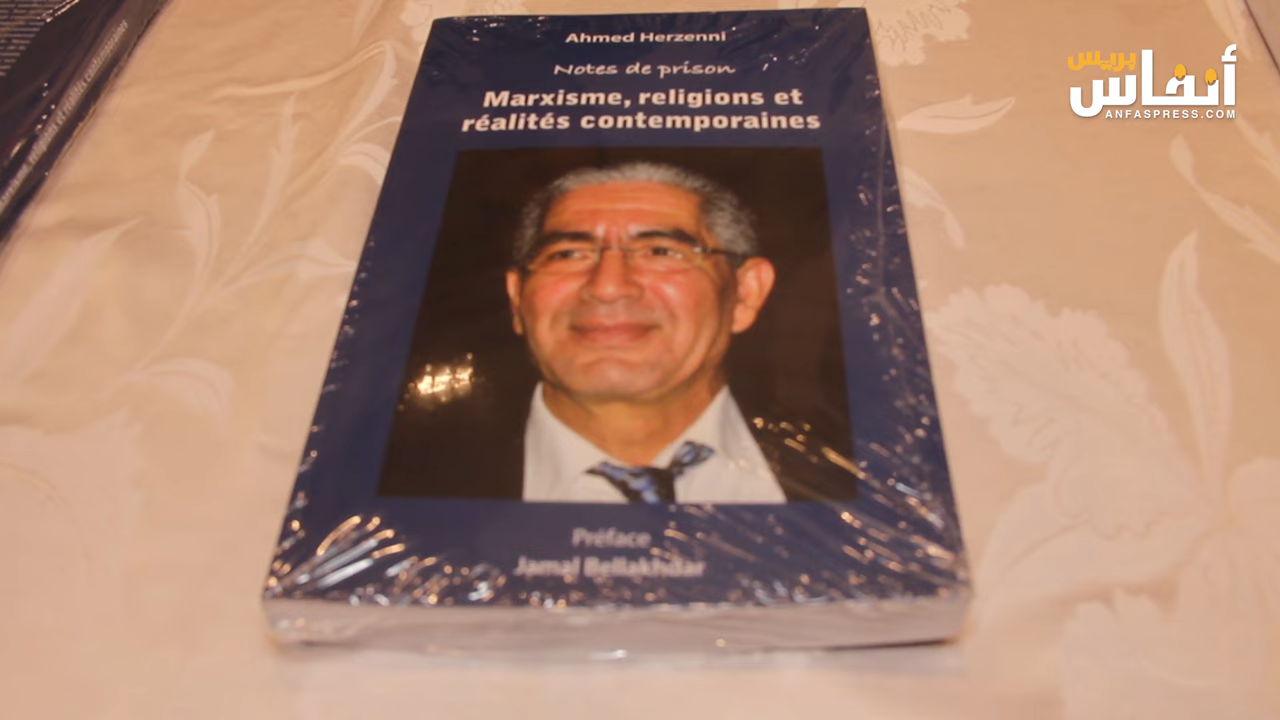 Ahmed Herzenni
Notes de prison
Marxisme, religions et
réalités contemporaines
Préface
Jamal Bellakhdar
أنفاس بريس
ANFASPRESS.COM